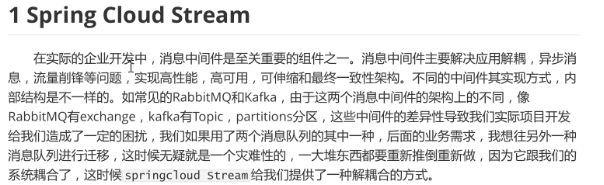 1 Spring Cloud Stream
在实际的企业开发中，消息中间件是至关重要的组件之一。消息中间件主要解决应用解耦，异步消
息，流量削锋等问题，实现高性能，高可用，可伸缩和最终一致性架构。不同的中间件其实现方式，内
部结构是不一样的。如常见的RabbitMQ和Kafka，由于这两个消息中间件的架构上的不同，像
RabbitMQ有exchange，kafka有Topic，partitions分区，这些中间件的差异性导致我们实际项目开发
给我们造成了一定的困扰，我们如果用了两个消息队列的其中一种，后面的业务需求，我想往另外一种
消息队列进行迁移，这时候无疑就是一个灾难性的，一大堆东西都要重新推倒重新做，因为它跟我们的
系统耦合了，这时候 springcloud Stream 给我们提供了一种解耦合的方式。